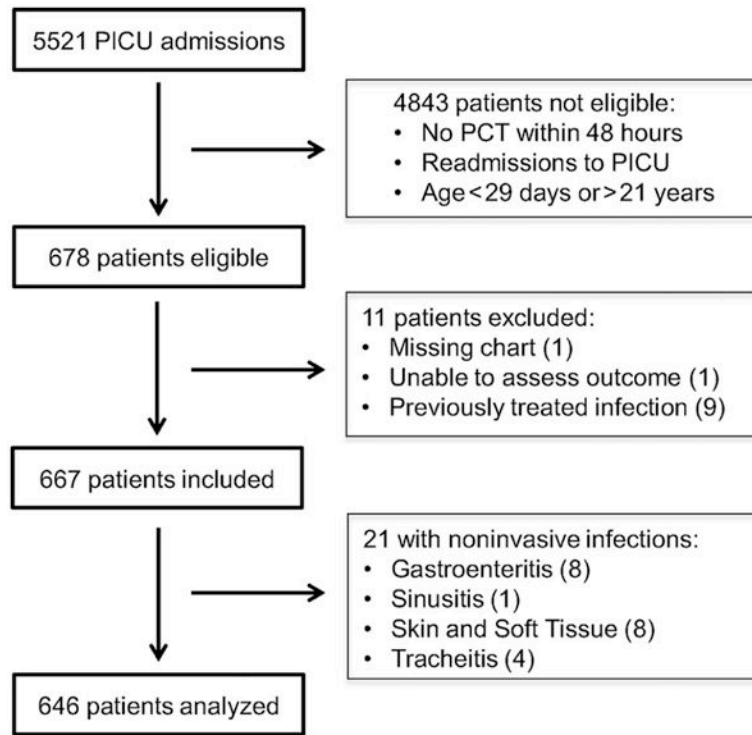 5521 PICU admissions
4843 patients not eligible:
• No PCT within 48 hours
• Readmissions to PICU
• Age<29 days or>21 years
678 patients eligible
11 patients excluded:
• Missing chart (1)
• Unable to assess outcome (1)
• Previously treated infection (9)
667 patients included
21 with noninvasive infections:
• Gastroenteritis (8)
• Sinusitis (1)
• Skin and Soft Tissue (8)
• Tracheitis (4)
646 patients analyzed